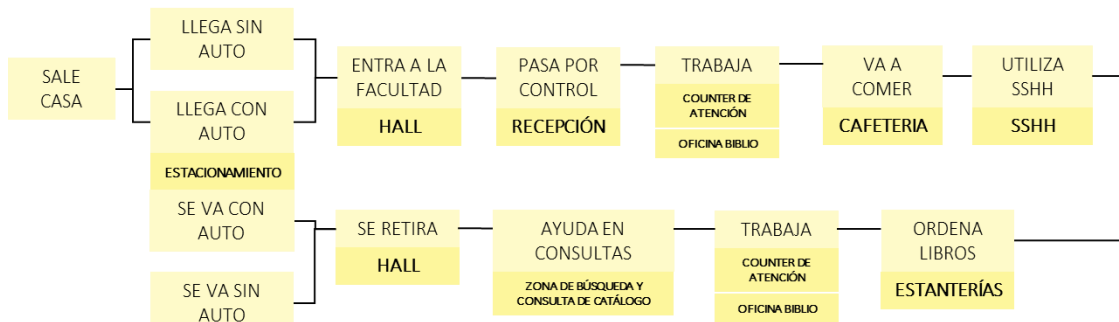 SALE
CASA
LLEGA SIN
AUTO
LLEGA CON
AUTO
ESTACIONAMIENTO
ENTRA A LA
FACULTAD
HALL
PASA POR
CONTROL
RECEPCIÓN
TRABAJA
COUNTER DE
ATENCIÓN
OFICINA BIBLIO
VA A
COMER
CAFETERIA
UTILIZA
SSHH
SSHH
SE VA CON
AUTO
SE VA SIN
AUTO
SE RETIRA
HALL
AYUDA EN
CONSULTAS
ZONA DE BÚSQUEDA Y
CONSULTA DE CATÁLOGO
TRABAJA
COUNTER DE
ATENCIÓN
OFICINA BIBLIO
ORDENA
LIBROS
ESTANTERÍAS